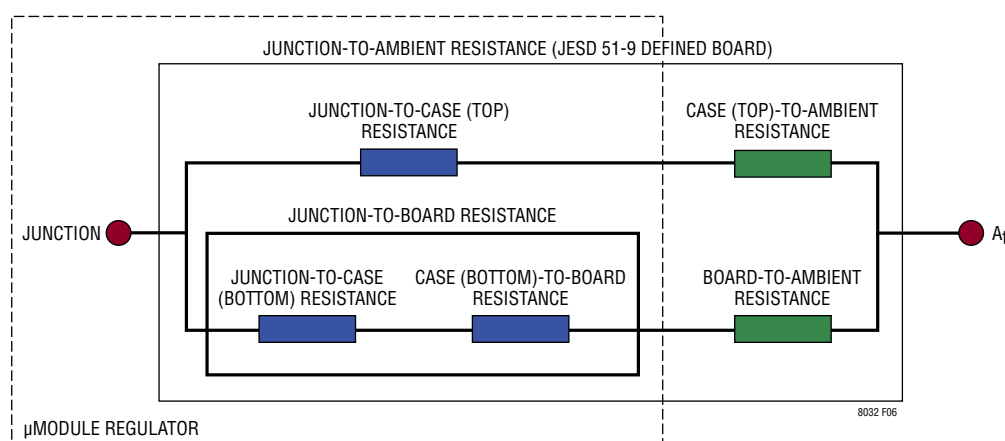 JUNCTION-TO-AMBIENT RESISTANCE (JESD 51-9 DEFINED BOARD)
JUNCTION-TO-CASE (TOP)
RESISTANCE
CASE (TOP)-TO-AMBIENT
RESISTANCE
JUNCTION
JUNCTION-TO-BOARD RESISTANCE
JUNCTION-TO-CASE
(BOTTOM) RESISTANCE
CASE (BOTTOM)-TO-BOARD
RESISTANCE
BOARD-TO-AMBIENT
RESISTANCE
8032 F06
µMODULE REGULATOR